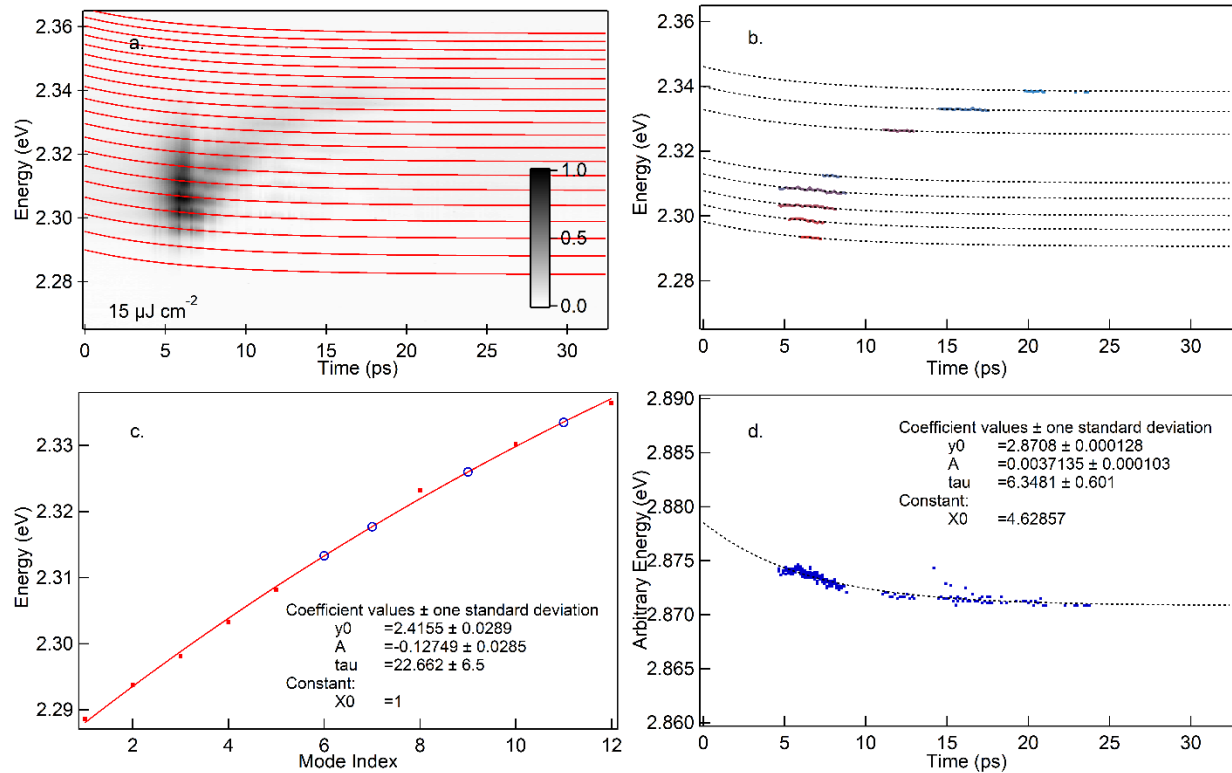 a.
2.36
2.34
2.32
2.30
2.28
Energy (eV)
1.0
0.5
0.0
15 µJ cm⁻²
0 5 10 15 20 25 30
Time (ps)
b.
2.36
2.34
2.32
2.30
2.28
Energy (eV)
0 5 10 15 20 25 30
Time (ps)
c.
2.33
2.32
2.31
2.30
2.29
Energy (eV)
Coefficient values ± one standard deviation
y0 =2.4155 ± 0.0289
A =-0.12749 ± 0.0285
tau =22.662 ± 6.5
Constant:
X0 =1
2 4 6 8 10 12
Mode Index
d.
2.890
2.885
2.880
2.875
2.870
2.865
2.860
Arbitrary Energy (eV)
Coefficient values ± one standard deviation
y0 =2.8708 ± 0.000128
A =0.0037135 ± 0.000103
tau =6.3481 ± 0.601
Constant:
X0 =4.62857
0 5 10 15 20 25 30
Time (ps)